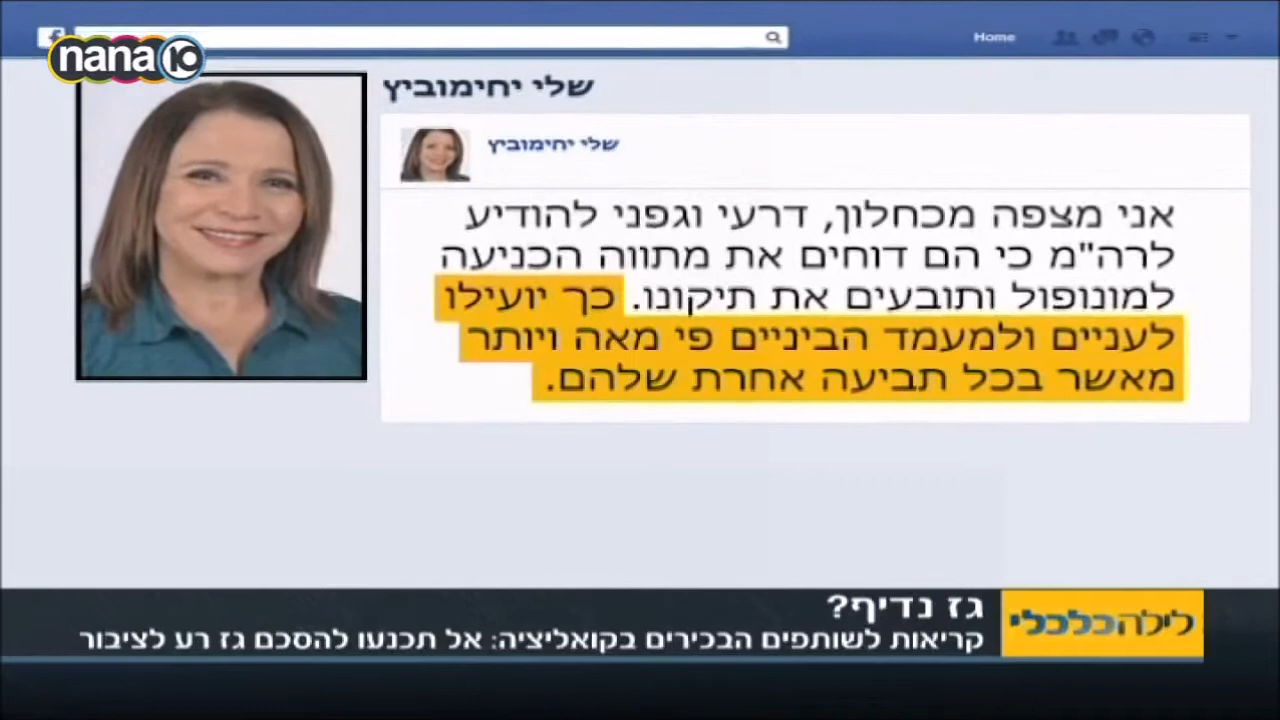 nana10
Home
שלי יחימוביץ
שלי יחימוביץ
אני מצפה מכחלון, דרעי וגפני להודיע
לרה"מ כי הם דוחים את מתווה הכניעה
למונופול ותובעים את תיקונו. כך יועילו
לעניים ולמעמד הביניים פי מאה ויותר
מאשר בכל תביעה אחרת שלהם.
גז נדיף?
קריאות לשותפים הבכירים בקואליציה: אל תכנעו להסכם גז רע לציבור
לילהכלכלי